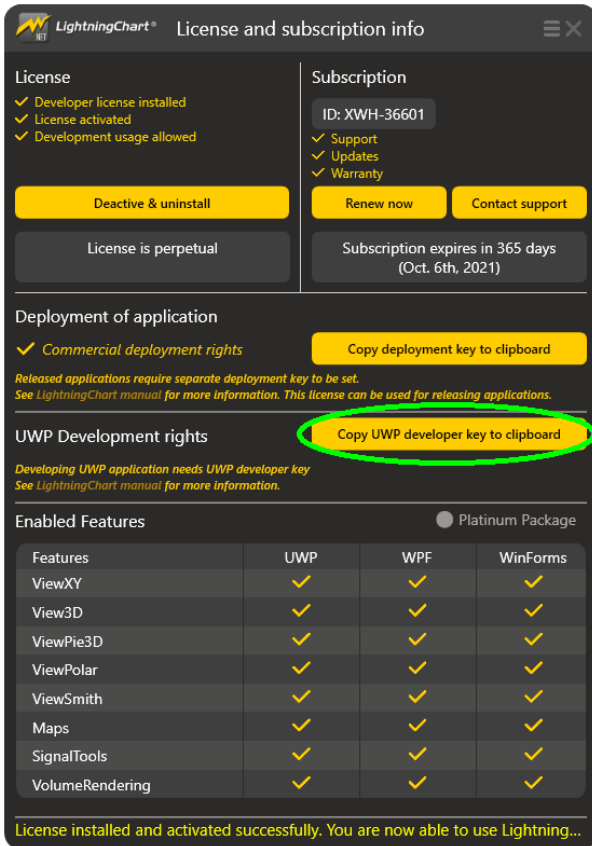 LightningChart® License and subscription info
NET
License
Developer license installed
License activated
Development usage allowed
Deactive & uninstall
License is perpetual
Subscription
ID: XWH-36601
Support
Updates
Warranty
Renew now Contact support
Subscription expires in 365 days
(Oct. 6th, 2021)
Deployment of application
Commercial deployment rights Copy deployment key to clipboard
Released applications require separate deployment key to be set.
See LightningChart manual for more information. This license can be used for releasing applications.
UWP Development rights Copy UWP developer key to clipboard
Developing UWP application needs UWP developer key
See LightningChart manual for more information.
Enabled Features Platinum Package
Features UWP WPF WinForms
ViewXY
View3D
ViewPie3D
ViewPolar
ViewSmith
Maps
SignalTools
VolumeRendering
License installed and activated successfully. You are now able to use Lightning...